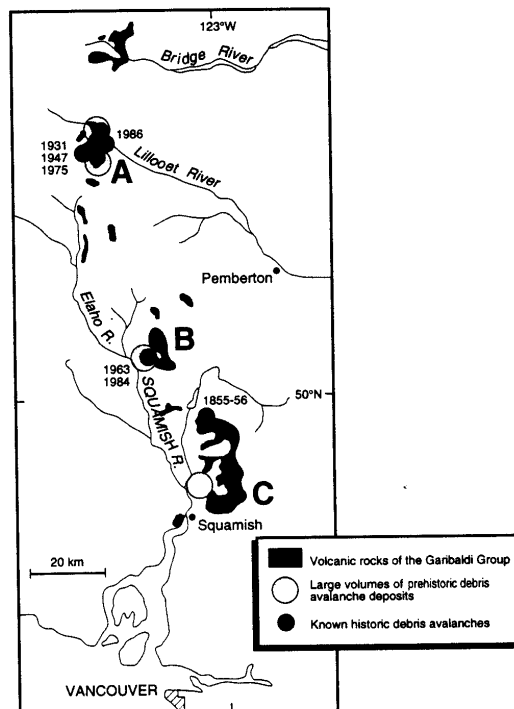 123°W
Bridge River
1986
1931
1947
1975
A
Lillooet River
Pemberton
Elaho R.
B
1963
1984
SQUAMISH R.
50°N
1855-56
C
Squamish
20 km
VANCOUVER
Volcanic rocks of the Garibaldi Group
Large volumes of prehistoric debris
avalanche deposits
Known historic debris avalanches